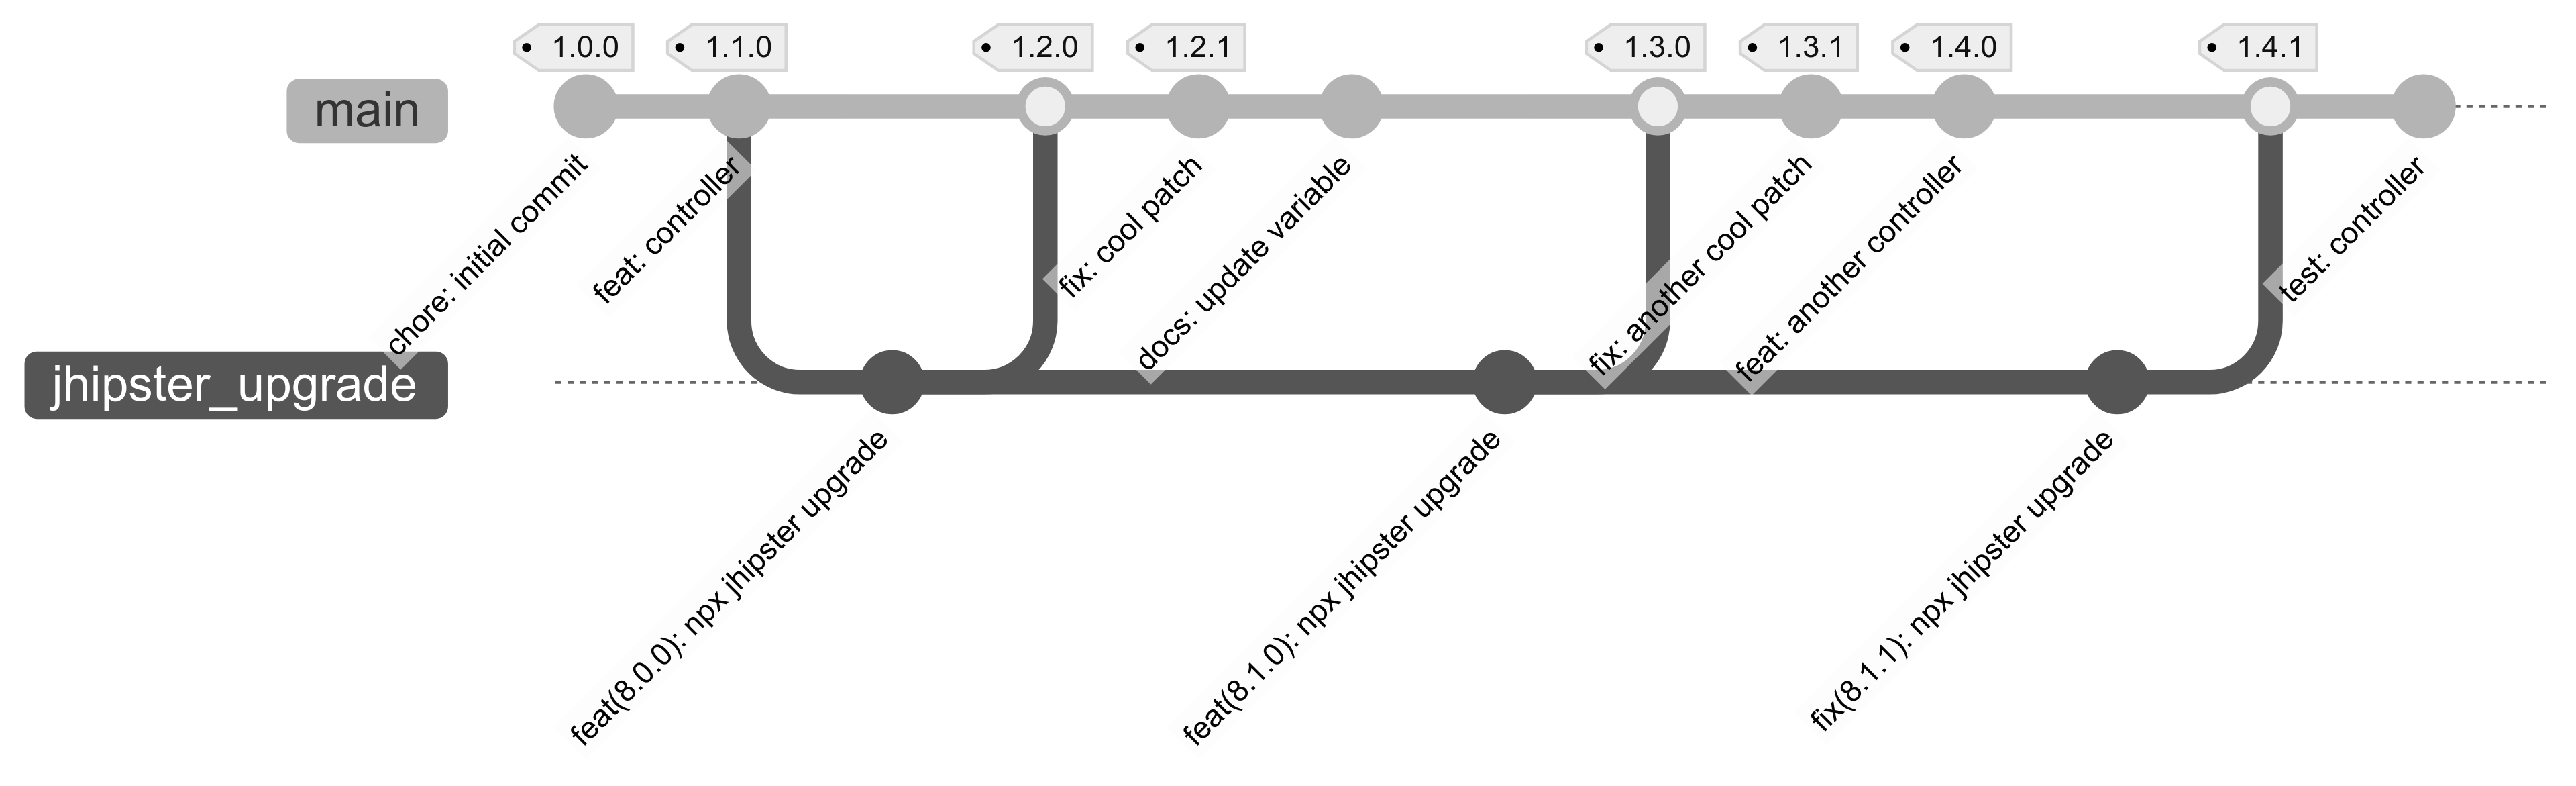 1.0.0
1.1.0
1.2.0
1.2.1
1.3.0
1.3.1
1.4.0
1.4.1
main
chore: initial commit
feat: controller
fix: cool patch
docs: update variable
fix: another cool patch
feat: another controller
test: controller
jhipster_upgrade
feat(8.0.0): npx jhipster upgrade
feat(8.1.0): npx jhipster upgrade
fix(8.1.1): npx jhipster upgrade